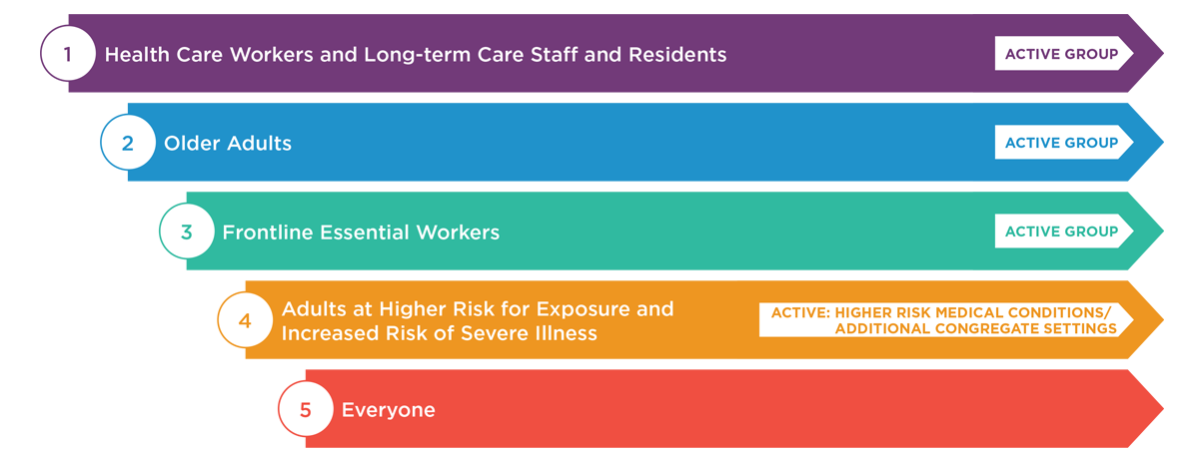 1
Health Care Workers and Long-term Care Staff and Residents
ACTIVE GROUP
2
Older Adults
ACTIVE GROUP
3
Frontline Essential Workers
ACTIVE GROUP
4
Adults at Higher Risk for Exposure and
Increased Risk of Severe Illness
ACTIVE: HIGHER RISK MEDICAL CONDITIONS/
ADDITIONAL CONGREGATE SETTINGS
5
Everyone